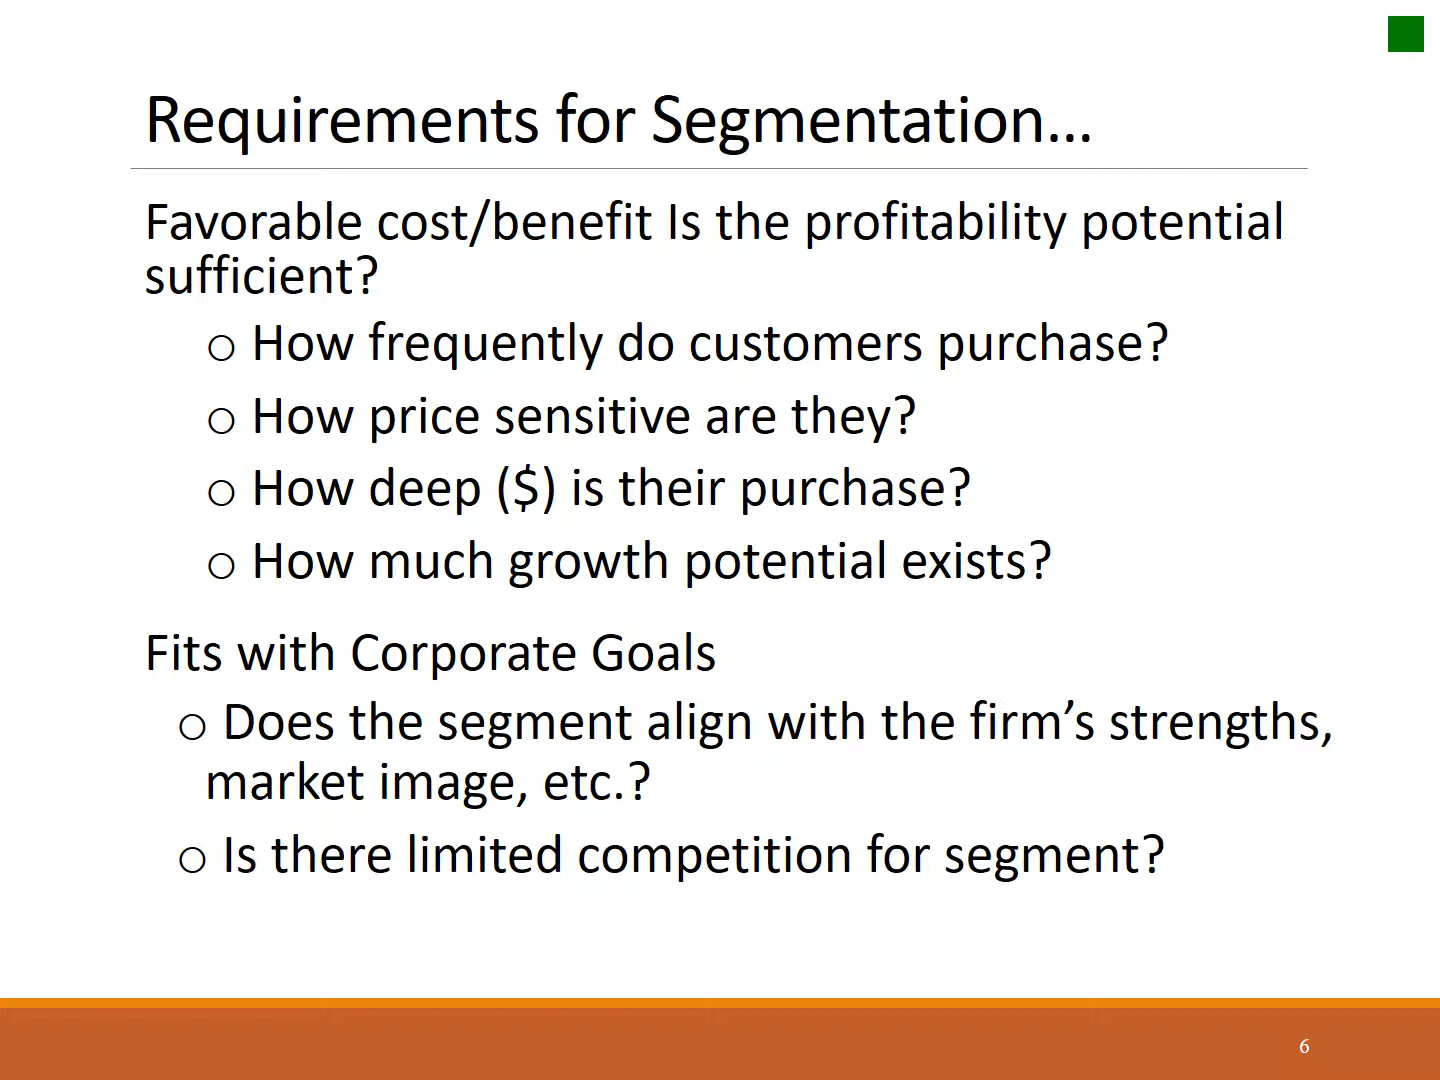 Requirements for Segmentation...
Favorable cost/benefit Is the profitability potential
sufficient?
o How frequently do customers purchase?
o How price sensitive are they?
o How deep ($) is their purchase?
o How much growth potential exists?
Fits with Corporate Goals
o Does the segment align with the firm’s strengths,
market image, etc.?
o Is there limited competition for segment?
6